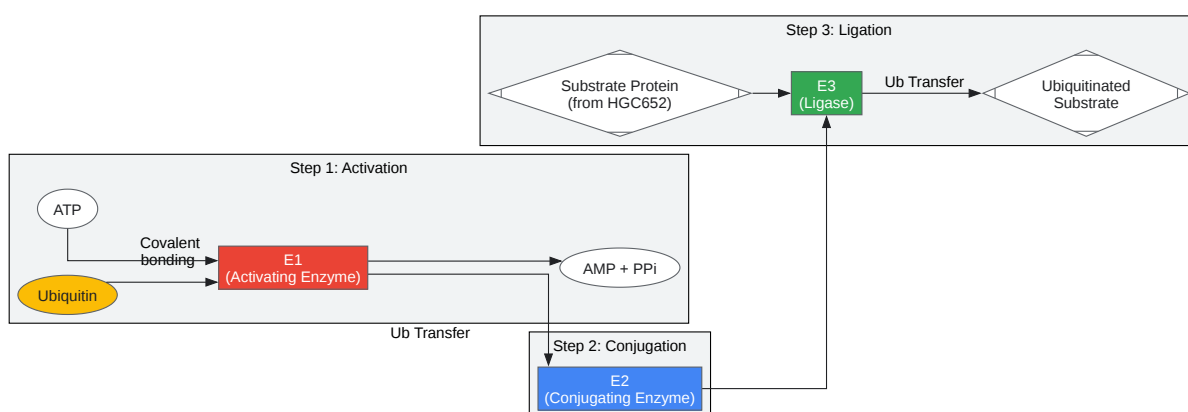 Step 3: Ligation
Substrate Protein
(from HGC652)
E3
(Ligase)
Ub Transfer
Ubiquitinated
Substrate
Step 1: Activation
ATP
Covalent
bonding
Ubiquitin
E1
(Activating Enzyme)
AMP + PPi
Ub Transfer
Step 2: Conjugation
E2
(Conjugating Enzyme)